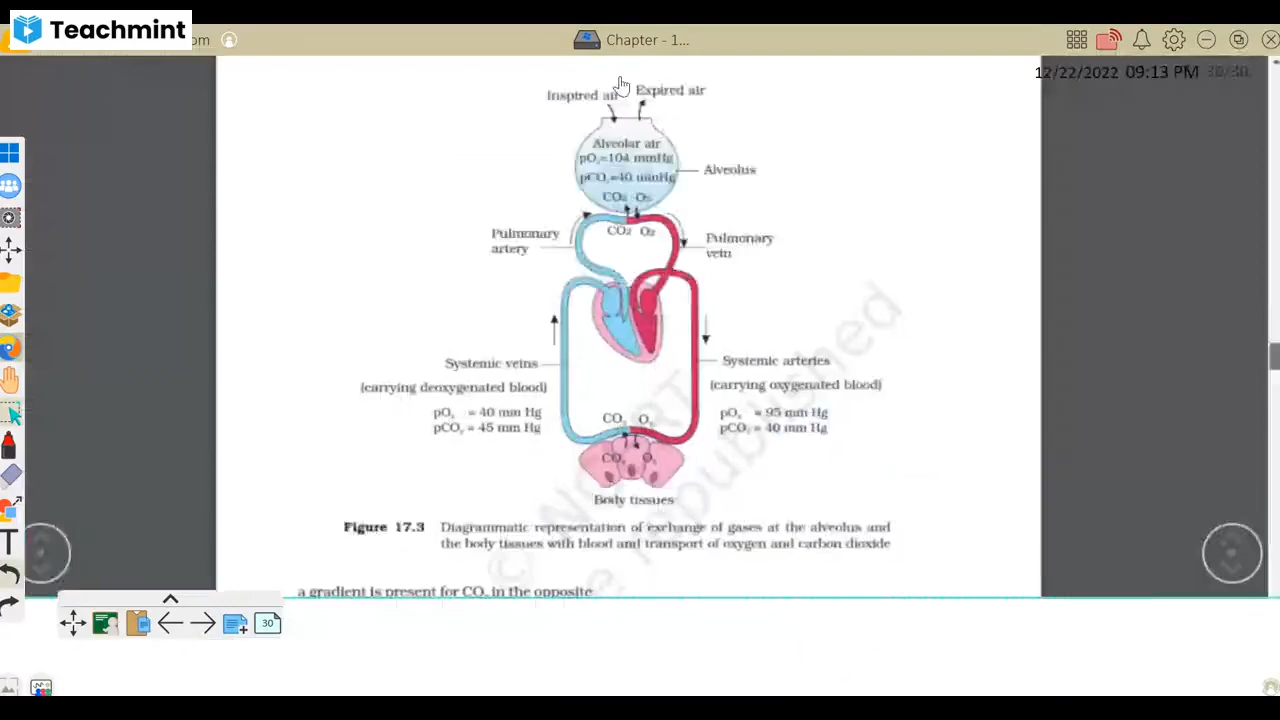 Teachmint
om
Chapter - 1...
12/22/2022 09:13 PM 30/30
Inspired air
Expired air
Alveolar air
pO₂=104 mmHg
pCO₂=40 mmHg
Alveolus
CO₂ O₂
CO₂ O₂
Pulmonary
artery
Pulmonary
vein
Systemic veins
(carrying deoxygenated blood)
pO₂ = 40 mm Hg
pCO₂ = 45 mm Hg
Systemic arteries
(carrying oxygenated blood)
pO₂ = 95 mm Hg
pCO₂ = 40 mm Hg
CO₂ O₂
CO₂ O₂
Body tissues
Figure 17.3 Diagrammatic representation of exchange of gases at the alveolus and
the body tissues with blood and transport of oxygen and carbon dioxide
a gradient is present for CO₂ in the opposite
republished
T
30